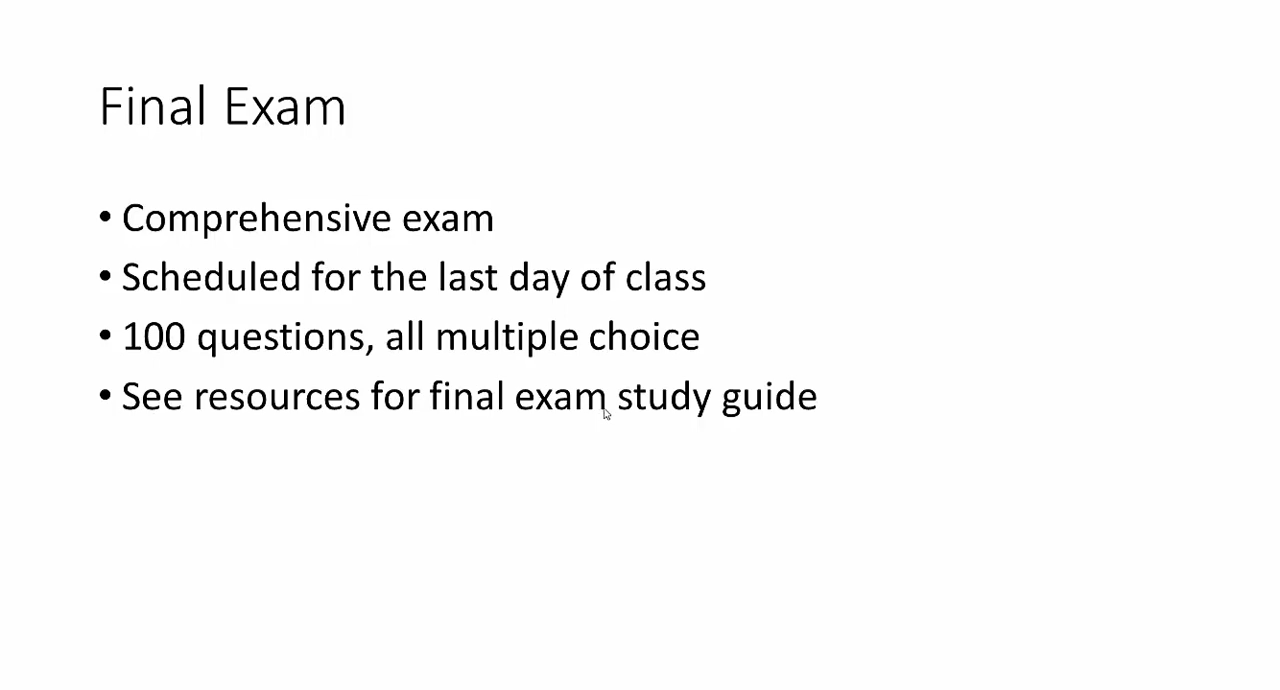 Final Exam
• Comprehensive exam
• Scheduled for the last day of class
• 100 questions, all multiple choice
• See resources for final exam study guide